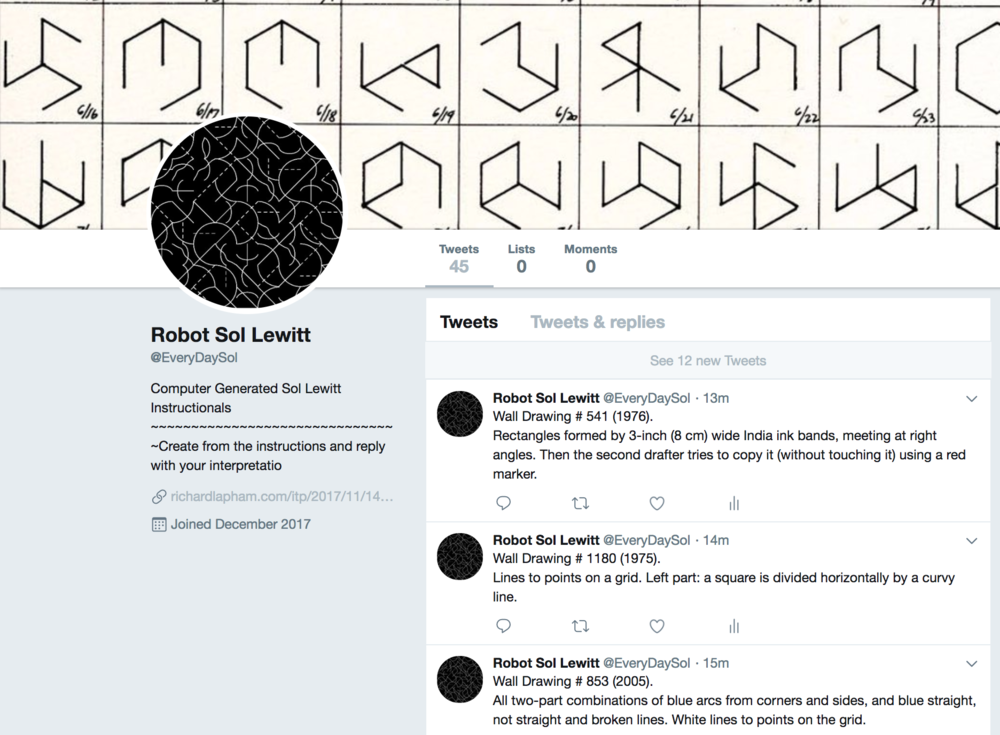 6/16
6/17
6/18
6/19
6/20
6/21
6/22
6/23
Tweets
Lists
Moments
45
0
0
Robot Sol Lewitt
@EveryDaySol
Computer Generated Sol Lewitt
Instructionals
~~~~~~~~~~~~~~~~~~~~~~~~~~~~~~
~Create from the instructions and reply
with your interpretatio
richardlapham.com/itp/2017/11/14…
Joined December 2017
Tweets
Tweets & replies
See 12 new Tweets
Robot Sol Lewitt @EveryDaySol · 13m
Wall Drawing # 541 (1976).
Rectangles formed by 3-inch (8 cm) wide India ink bands, meeting at right
angles. Then the second drafter tries to copy it (without touching it) using a red
marker.
Robot Sol Lewitt @EveryDaySol · 14m
Wall Drawing # 1180 (1975).
Lines to points on a grid. Left part: a square is divided horizontally by a curvy
line.
Robot Sol Lewitt @EveryDaySol · 15m
Wall Drawing # 853 (2005).
All two-part combinations of blue arcs from corners and sides, and blue straight,
not straight and broken lines. White lines to points on the grid.